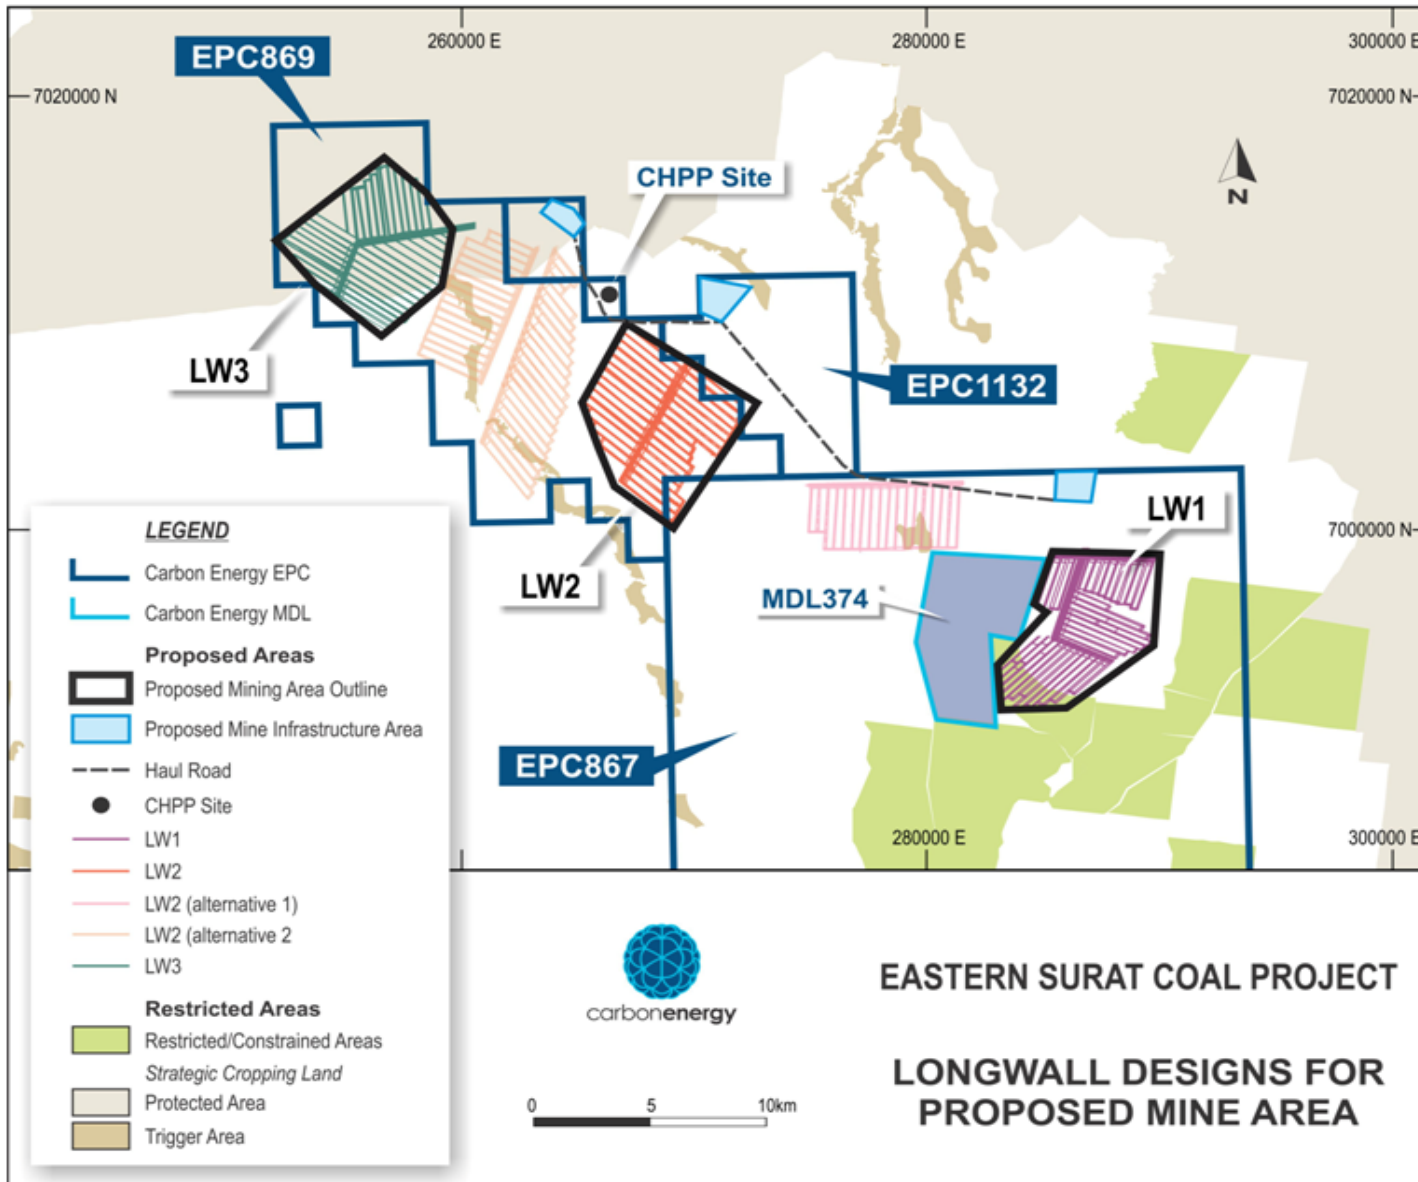 260000 E
280000 E
300000 E
EPC869
7020000 N
7020000 N
CHPP Site
N
LW3
EPC1132
LW1
7000000 N
LW2
MDL374
EPC867
280000 E
300000 E
LEGEND
Carbon Energy EPC
Carbon Energy MDL
Proposed Areas
Proposed Mining Area Outline
Proposed Mine Infrastructure Area
Haul Road
CHPP Site
LW1
LW2
LW2 (alternative 1)
LW2 (alternative 2
LW3
Restricted Areas
Restricted/Constrained Areas
Strategic Cropping Land
Protected Area
Trigger Area
carbonenergy
0 5 10km
EASTERN SURAT COAL PROJECT
LONGWALL DESIGNS FOR
PROPOSED MINE AREA